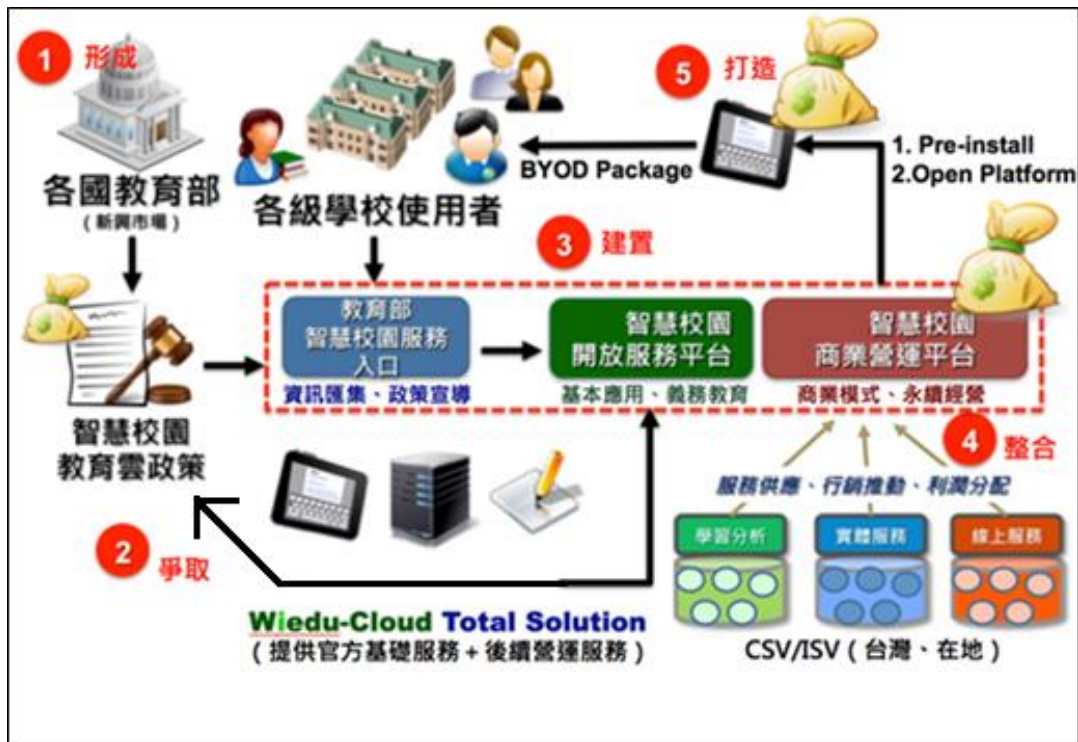 1 形成
各國教育部
（新興市場）
各級學校使用者
5 打造
BYOD Package
1. Pre-install
2.Open Platform
3 建置
教育部
智慧校園服務
入口
資訊匯集、政策宣導
智慧校園
開放服務平台
基本應用、義務教育
智慧校園
商業營運平台
商業模式、永續經營
智慧校園
教育雲政策
2 爭取
4 整合
服務供應、行銷推動、利潤分配
學習分析
實體服務
線上服務
CSV/ISV（台灣、在地）
Wiedu-Cloud Total Solution
（提供官方基礎服務＋後續營運服務）